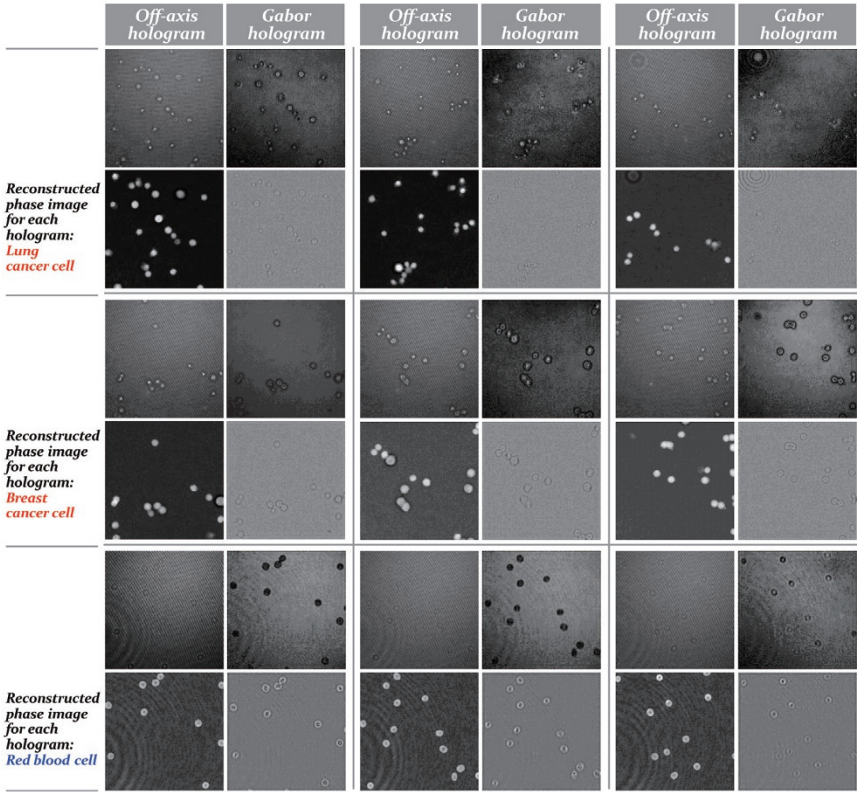 Off-axis
hologram
Gabor
hologram
Off-axis
hologram
Gabor
hologram
Off-axis
hologram
Gabor
hologram
Reconstructed
phase image
for each
hologram:
Lung
cancer cell
Reconstructed
phase image
for each
hologram:
Breast
cancer cell
Reconstructed
phase image
for each
hologram:
Red blood cell